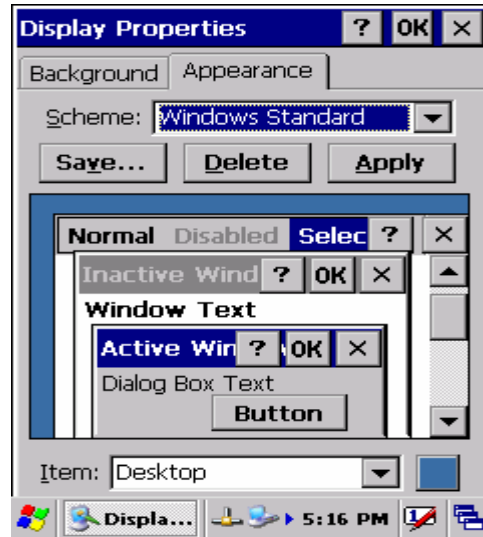 Display Properties ? OK ×
Background Appearance
Scheme: Windows Standard
Save... Delete Apply
Normal Disabled Selec ? ×
Inactive Wind ? OK ×
Window Text
Active Win ? OK ×
Dialog Box Text
Button
Item: Desktop
Displa... 5:16 PM